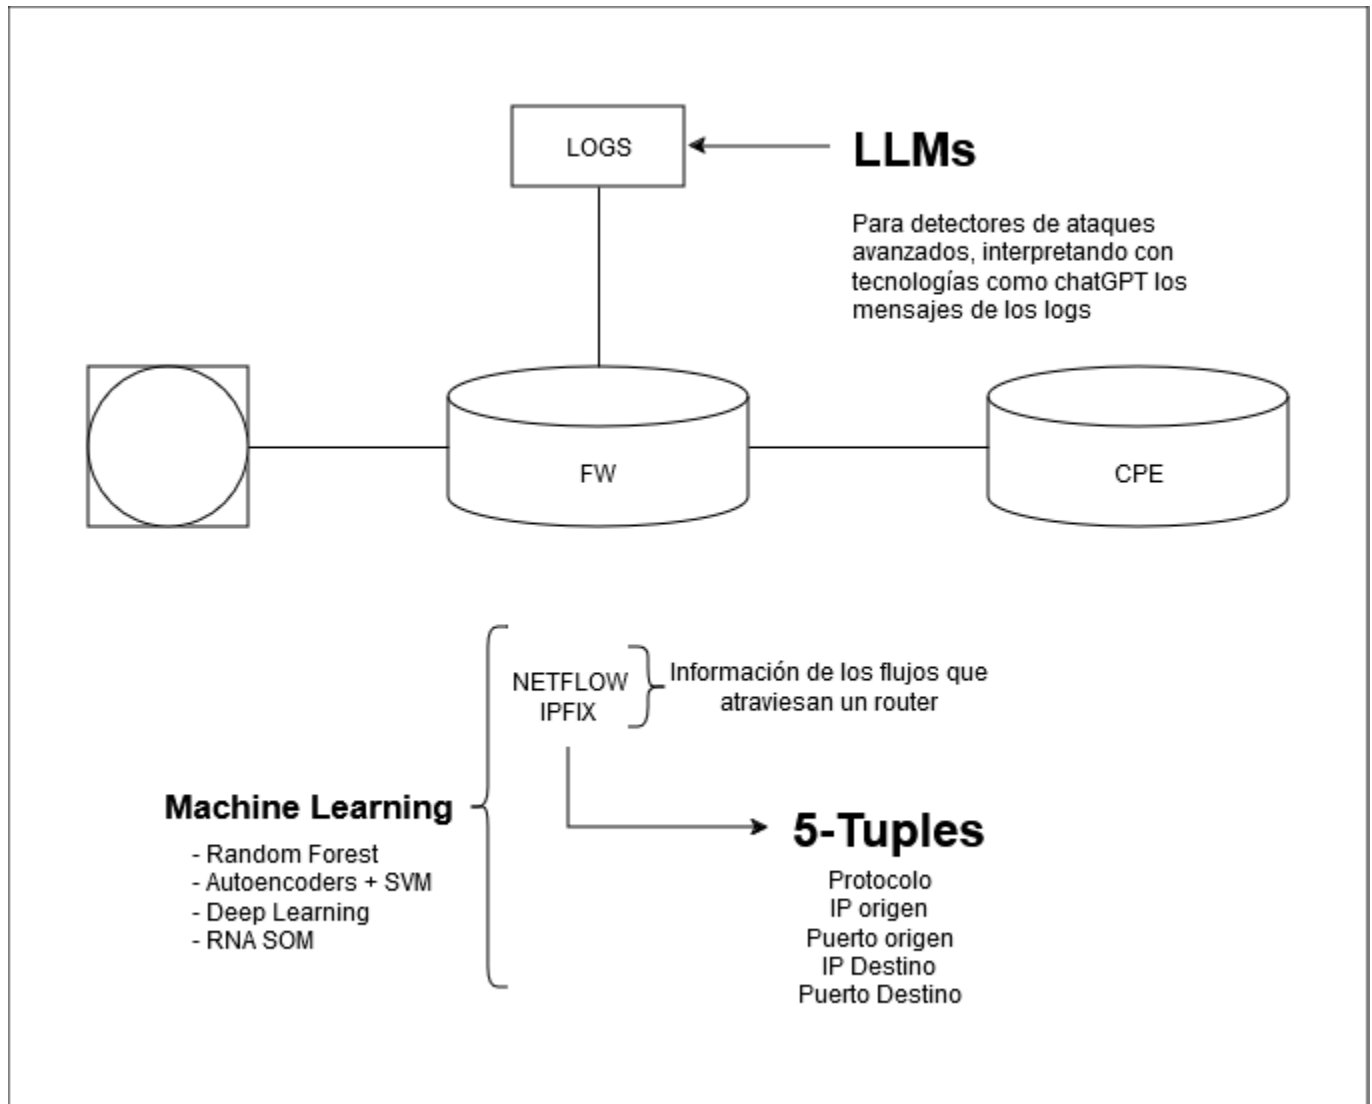 LOGS
LLMs
Para detectores de ataques
avanzados, interpretando con
tecnologías como chatGPT los
mensajes de los logs
FW
CPE
NETFLOW
IPFIX
Información de los flujos que
atraviesan un router
Machine Learning
- Random Forest
- Autoencoders + SVM
- Deep Learning
- RNA SOM
5-Tuples
Protocolo
IP origen
Puerto origen
IP Destino
Puerto Destino